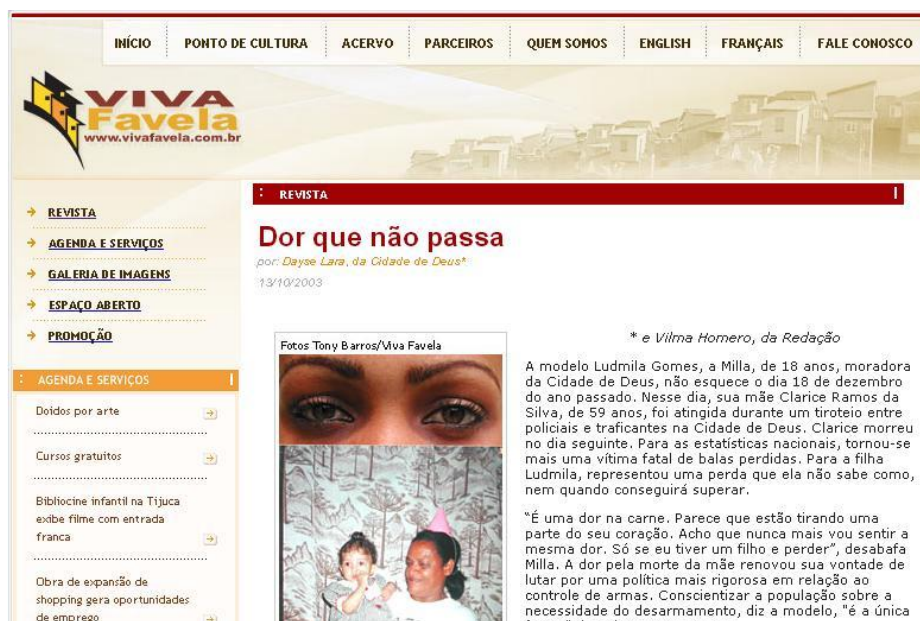 INÍCIO PONTO DE CULTURA ACERVO PARCEIROS QUEM SOMOS ENGLISH FRANÇAIS FALE CONOSCO
VIVA
Favela
www.vivafavela.com.br
REVISTA
AGENDA E SERVIÇOS
GALERIA DE IMAGENS
ESPAÇO ABERTO
PROMOÇÃO
AGENDA E SERVIÇOS
Doidos por arte
Cursos gratuitos
Bibliocine infantil na Tijuca
exibe filme com entrada
franca
Obra de expansão de
shopping gera oportunidades
de emprego
REVISTA
Dor que não passa
por: Dayse Lara, da Cidade de Deus*
13/10/2003
Fotos Tony Barros/Viva Favela
* e Vilma Homero, da Redação
A modelo Ludmila Gomes, a Milla, de 18 anos, moradora
da Cidade de Deus, não esquece o dia 18 de dezembro
do ano passado. Nesse dia, sua mãe Clarice Ramos da
Silva, de 59 anos, foi atingida durante um tiroteio entre
policiais e traficantes na Cidade de Deus. Clarice morreu
no dia seguinte. Para as estatísticas nacionais, tornou-se
mais uma vítima fatal de balas perdidas. Para a filha
Ludmila, representou uma perda que ela não sabe como,
nem quando conseguirá superar.
"É uma dor na carne. Parece que estão tirando uma
parte do seu coração. Acho que nunca mais vou sentir a
mesma dor. Só se eu tiver um filho e perder", desabafa
Milla. A dor pela morte da mãe renovou sua vontade de
lutar por uma política mais rigorosa em relação ao
controle de armas. Conscientizar a população sobre a
necessidade do desarmamento, diz a modelo, "é a única